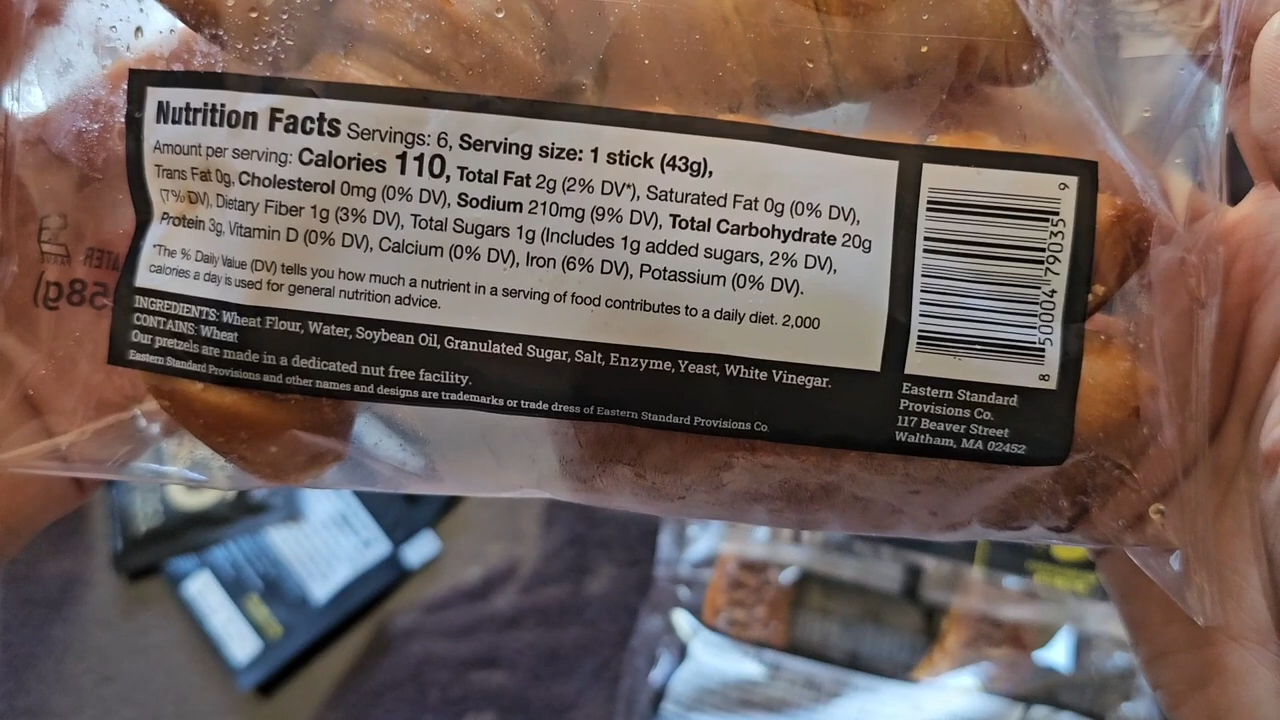 Nutrition Facts Servings: 6, Serving size: 1 stick (43g),
Amount per serving: Calories 110, Total Fat 2g (2% DV*), Saturated Fat 0g (0% DV),
Trans Fat 0g, Cholesterol 0mg (0% DV), Sodium 210mg (9% DV), Total Carbohydrate 20g
(7% DV), Dietary Fiber 1g (3% DV), Total Sugars 1g (Includes 1g added sugars, 2% DV),
Protein 3g, Vitamin D (0% DV), Calcium (0% DV), Iron (6% DV), Potassium (0% DV).
*The % Daily Value (DV) tells you how much a nutrient in a serving of food contributes to a daily diet. 2,000
calories a day is used for general nutrition advice.
INGREDIENTS: Wheat Flour, Water, Soybean Oil, Granulated Sugar, Salt, Enzyme, Yeast, White Vinegar.
CONTAINS: Wheat
Our pretzels are made in a dedicated nut free facility.
Eastern Standard Provisions and other names and designs are trademarks or trade dress of Eastern Standard Provisions Co.
8 50004 79035 9
Eastern Standard
Provisions Co.
117 Beaver Street
Waltham, MA 02452
58g)